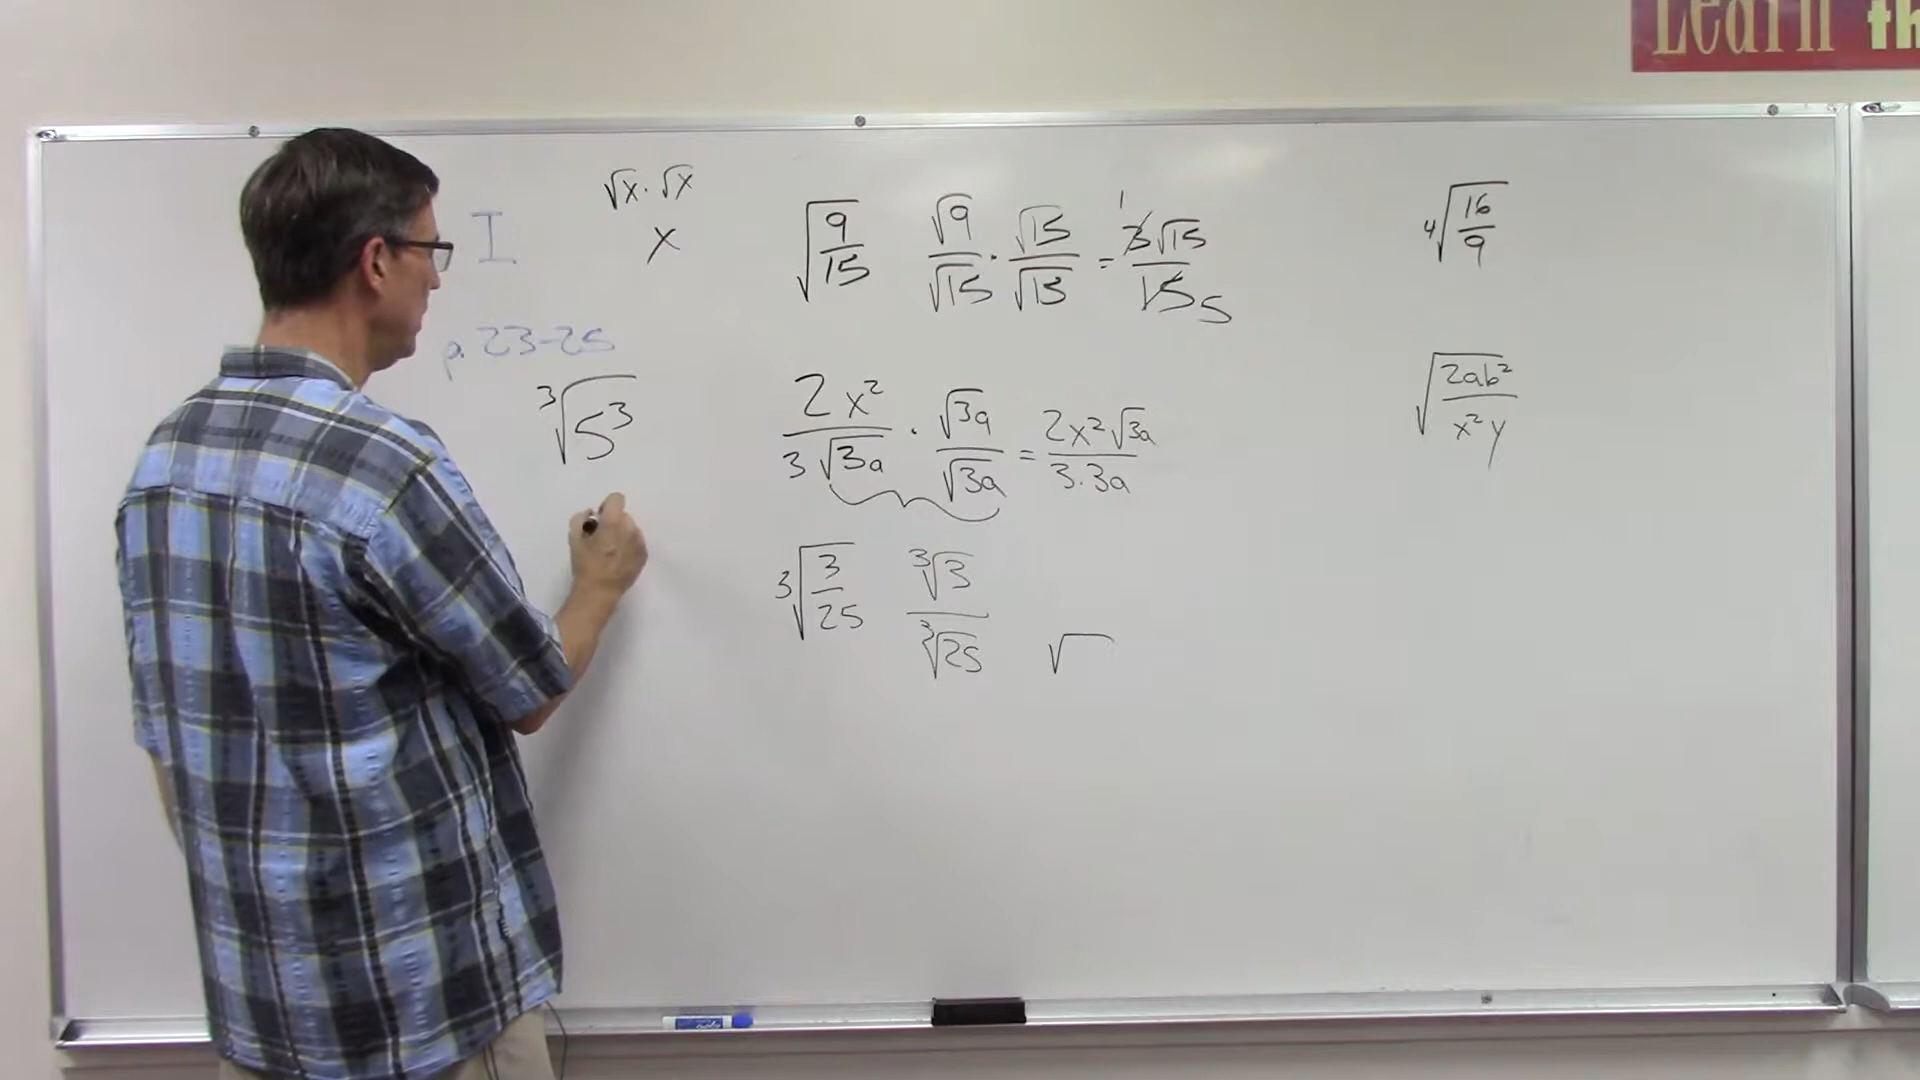 Learn th
I
p. 23-25
√x · √x
x
³√5³
√(9/15) √9/√15 · √15/√15 = 3√15/15 1 5
2x²/3√3a · √3a/√3a = 2x²√3a/3·3a
³√(3/25) ³√3/³√25 √
⁴√(16/9)
√(2ab²/x²y)